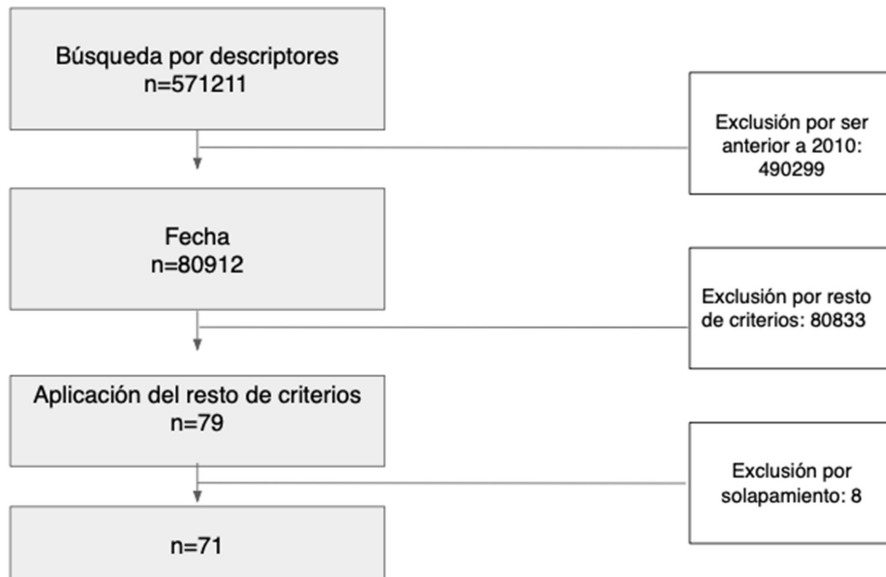 Búsqueda por descriptores
n=571211
Exclusión por ser
anterior a 2010:
490299
Fecha
n=80912
Exclusión por resto
de criterios: 80833
Aplicación del resto de criterios
n=79
Exclusión por
solapamiento: 8
n=71